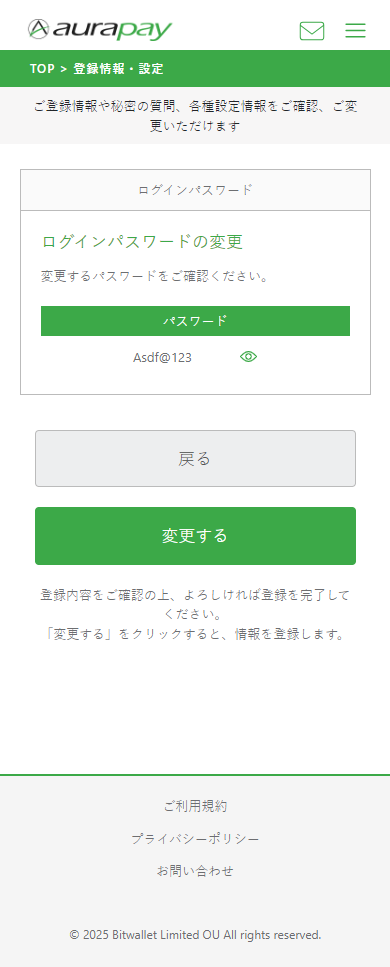 aurapay
TOP > 登録情報・設定
ご登録情報や秘密の質問、各種設定情報をご確認、ご変
更いただけます
ログインパスワード
ログインパスワードの変更
変更するパスワードをご確認ください。
パスワード
Asdf@123
戻る
変更する
登録内容をご確認の上、よろしければ登録を完了して
ください。
「変更する」をクリックすると、情報を登録します。
ご利用規約
プライバシーポリシー
お問い合わせ
© 2025 Bitwallet Limited OU All rights reserved.